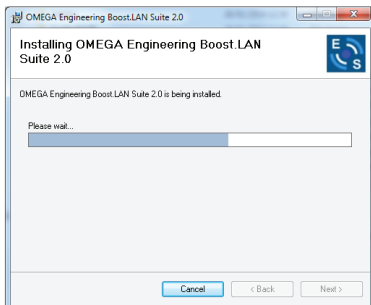 OMEGA Engineering Boost.LAN Suite 2.0
Installing OMEGA Engineering Boost.LAN
Suite 2.0
E
S
OMEGA Engineering Boost.LAN Suite 2.0 is being installed.
Please wait...
Cancel
< Back
Next >